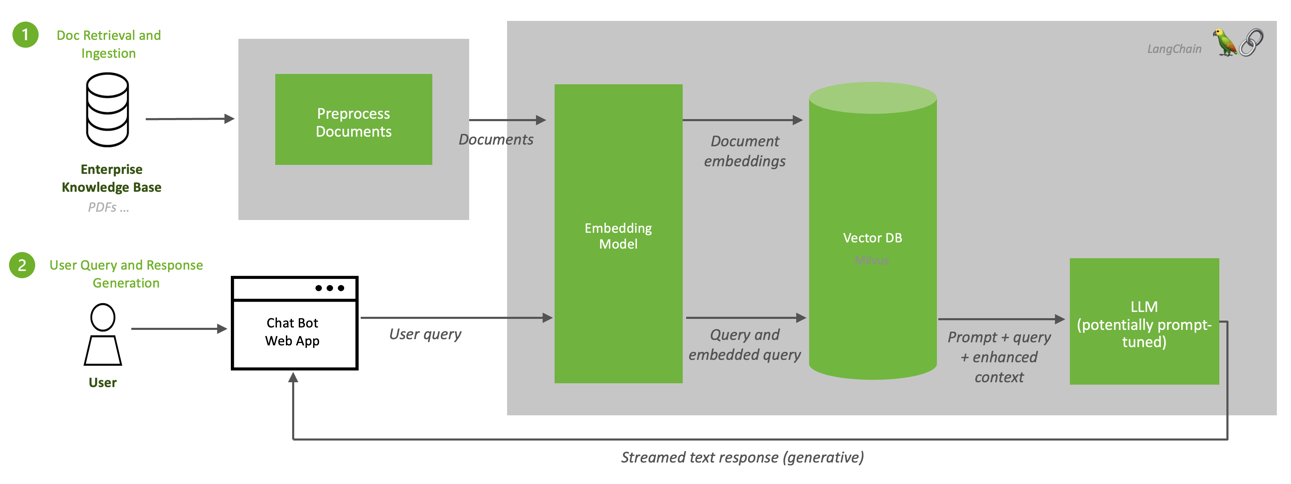 1
Doc Retrieval and
Ingestion
Enterprise
Knowledge Base
PDFs ...
Preprocess
Documents
Documents
LangChain
Document
embeddings
Embedding
Model
Vector DB
2
User Query and Response
Generation
User
Chat Bot
Web App
User query
Query and
embedded query
Prompt + query
+ enhanced
context
LLM
(potentially prompt-
tuned)
Streamed text response (generative)